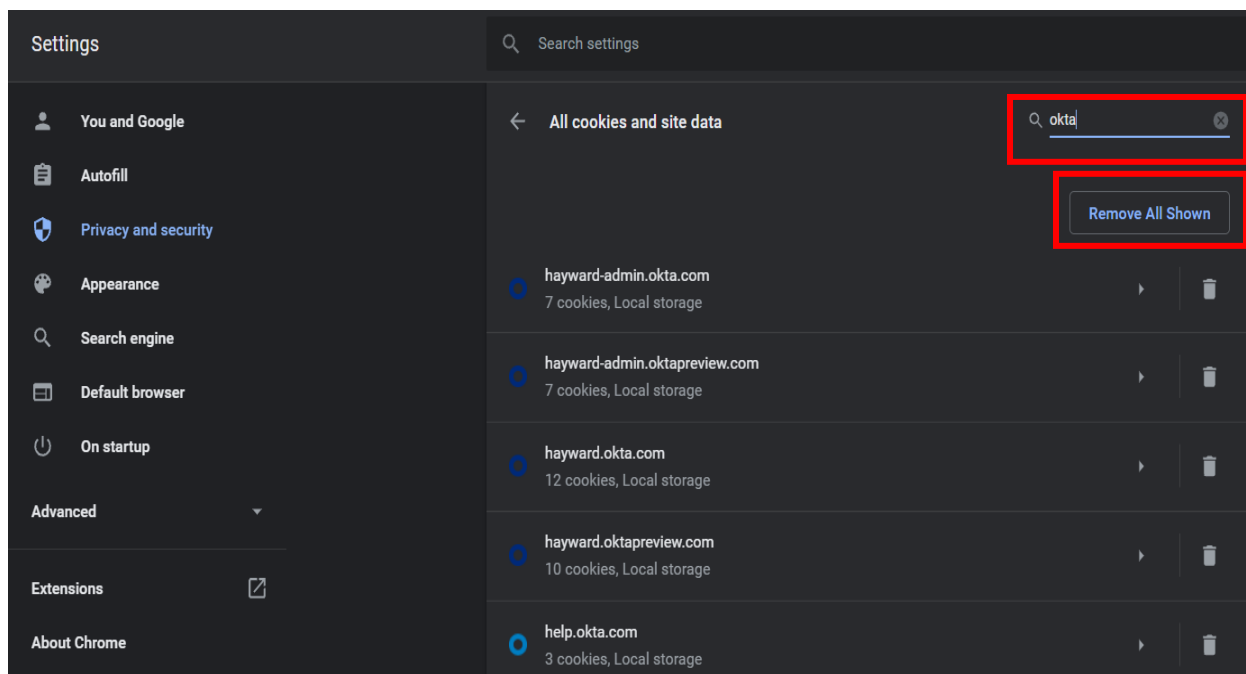 Settings
Search settings
You and Google
Autofill
Privacy and security
Appearance
Search engine
Default browser
On startup
Advanced
Extensions
About Chrome
All cookies and site data
okta
Remove All Shown
hayward-admin.okta.com
7 cookies, Local storage
hayward-admin.oktapreview.com
7 cookies, Local storage
hayward.okta.com
12 cookies, Local storage
hayward.oktapreview.com
10 cookies, Local storage
help.okta.com
3 cookies, Local storage